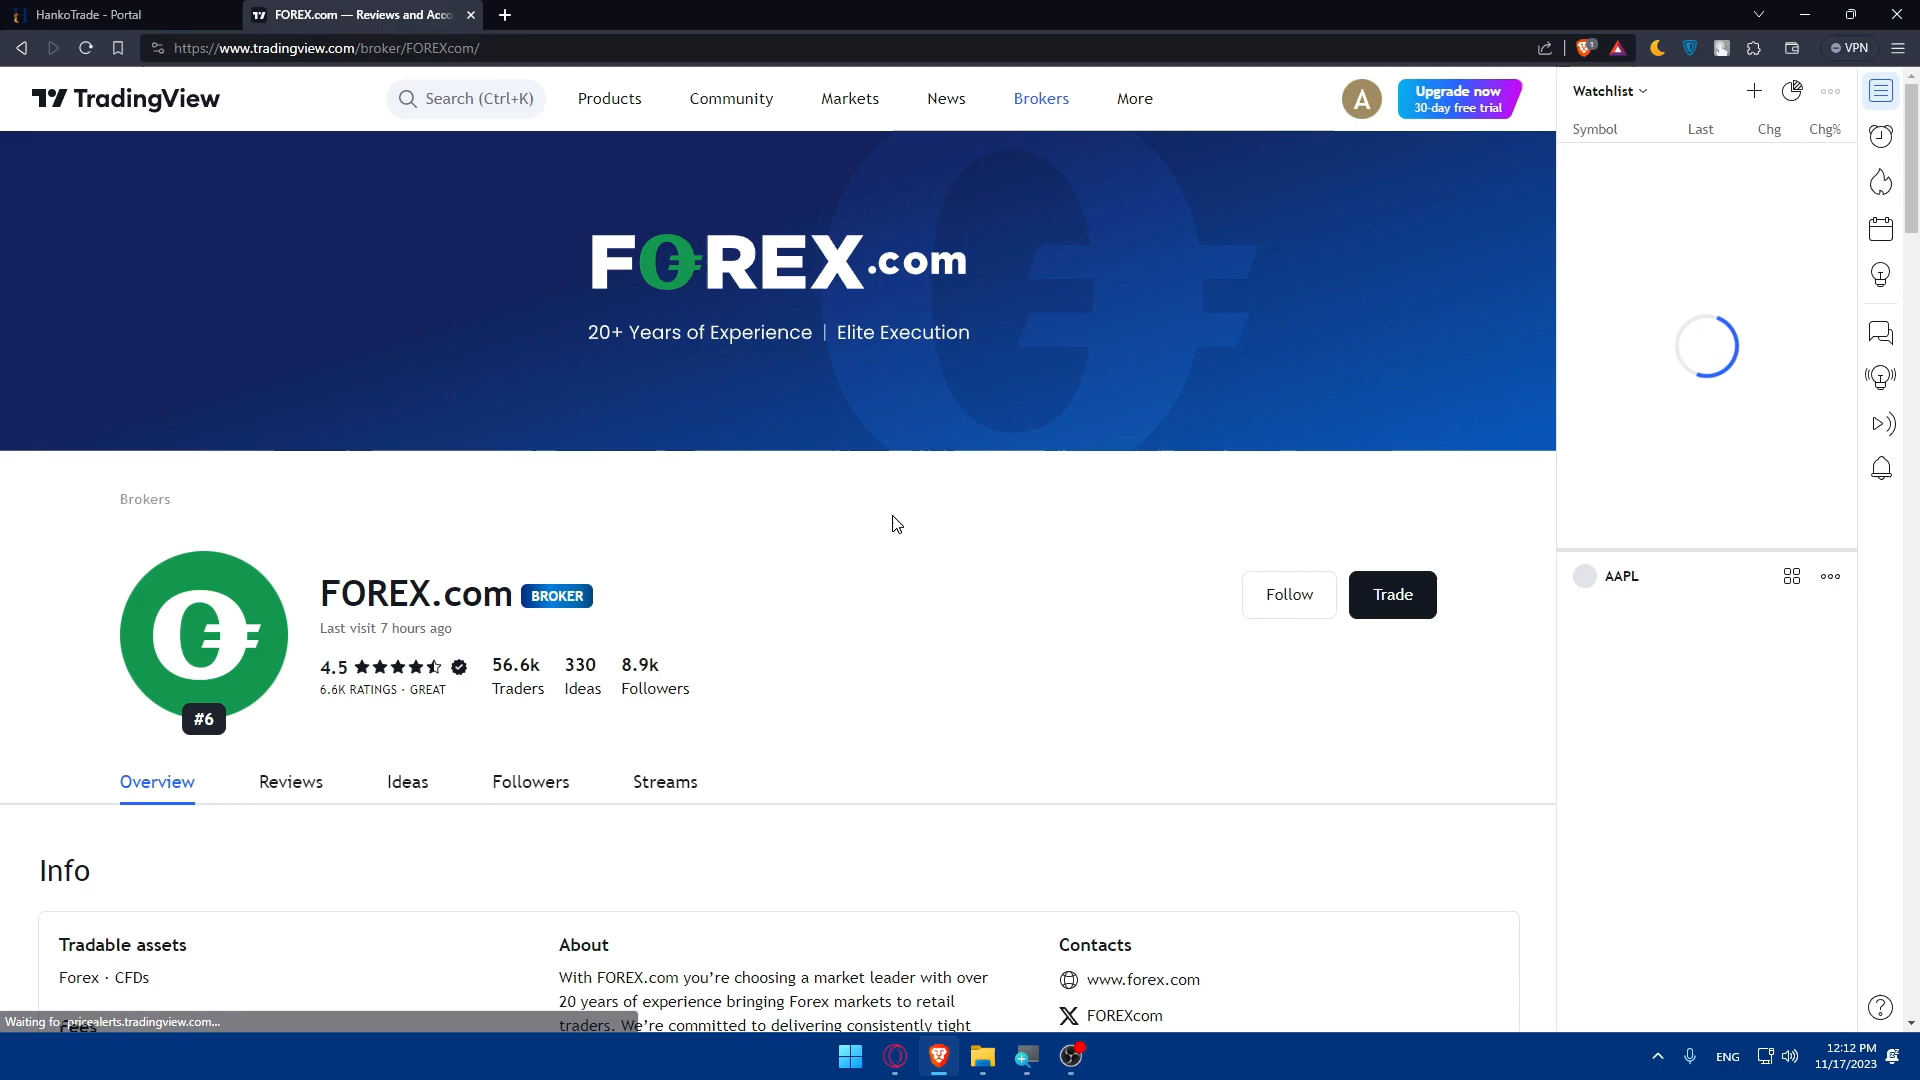 HankoTrade - Portal
FOREX.com — Reviews and Acco
https://www.tradingview.com/broker/FOREXcom/
1
VPN
TradingView
Search (Ctrl+K)
Products
Community
Markets
News
Brokers
More
A
Upgrade now
30-day free trial
Watchlist
Symbol
Last
Chg
Chg%
FOREX.com
20+ Years of Experience | Elite Execution
Brokers
FOREX.com BROKER
Last visit 7 hours ago
4.5
6.6K RATINGS · GREAT
56.6k
Traders
330
Ideas
8.9k
Followers
#6
Follow
Trade
AAPL
Overview
Reviews
Ideas
Followers
Streams
Info
Tradable assets
Forex · CFDs
Fees
About
With FOREX.com you’re choosing a market leader with over
20 years of experience bringing Forex markets to retail
traders. We’re committed to delivering consistently tight
Contacts
www.forex.com
FOREXcom
Waiting fo pricealerts.tradingview.com...
ENG
12:12 PM
11/17/2023